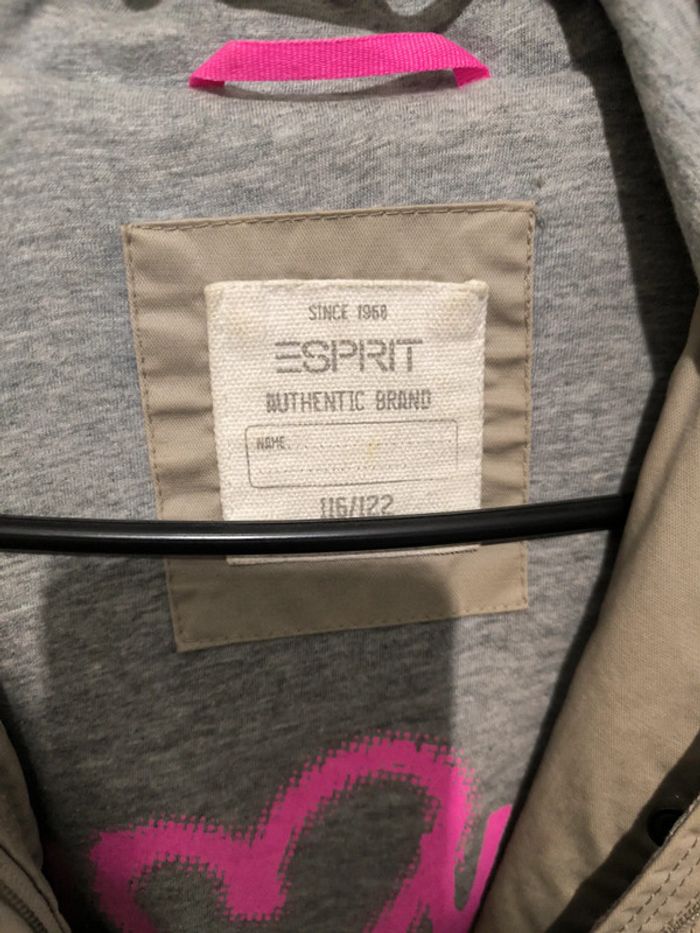 SINCE 1968
ESPRIT
AUTHENTIC BRAND
NAME
116/122